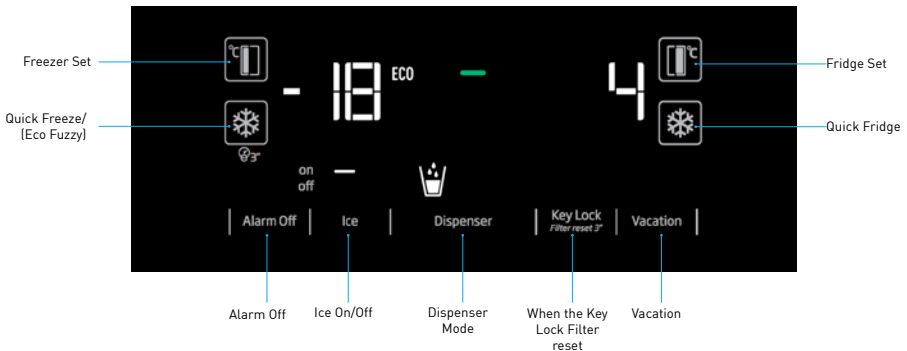 Freezer Set
°C
- 18
ECO
4
°C
Fridge Set
Quick Freeze/
(Eco Fuzzy)
3"
Quick Fridge
on
off
Alarm Off
Ice
Dispenser
Key Lock
Filter reset 3"
Vacation
Alarm Off
Ice On/Off
Dispenser
Mode
When the Key
Lock Filter
reset
Vacation